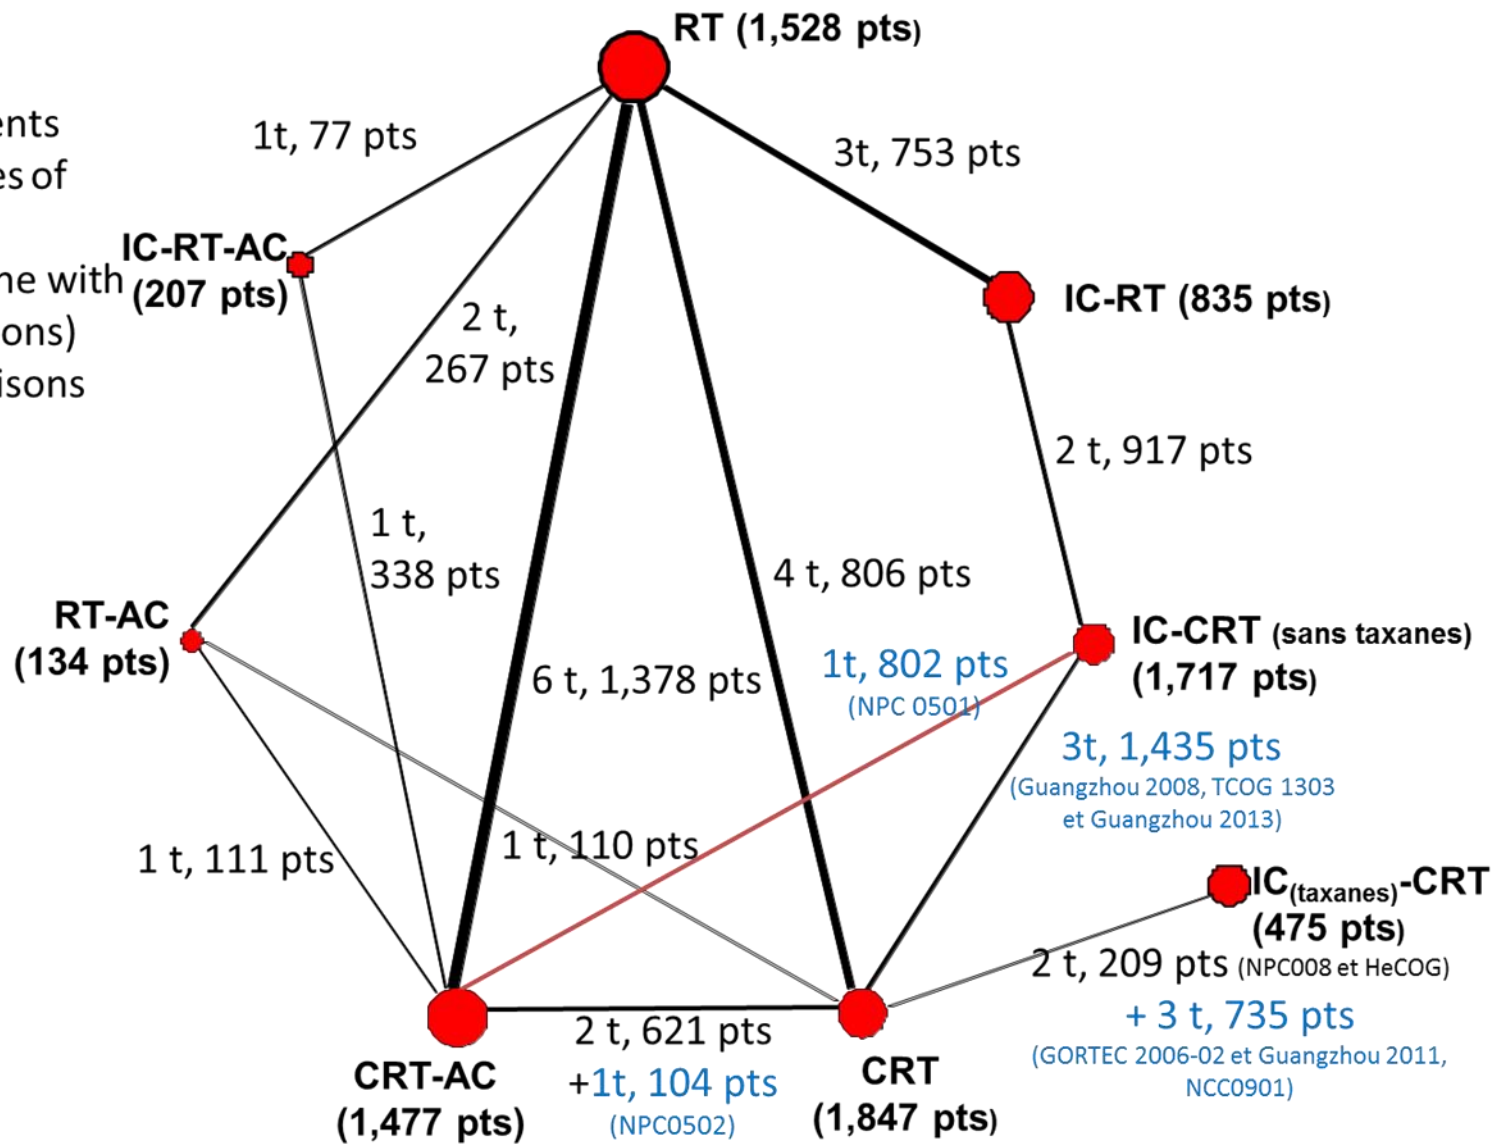 RT (1,528 pts)
ents
es of
1t, 77 pts
3t, 753 pts
IC-RT-AC
(207 pts)
ne with
ons)
isons
2 t,
267 pts
IC-RT (835 pts)
2 t, 917 pts
1 t,
338 pts
4 t, 806 pts
RT-AC
(134 pts)
IC-CRT (sans taxanes)
(1,717 pts)
6 t, 1,378 pts
1t, 802 pts
(NPC 0501)
3t, 1,435 pts
(Guangzhou 2008, TCOG 1303
et Guangzhou 2013)
1 t, 111 pts
1 t, 110 pts
IC(taxanes)-CRT
(475 pts)
2 t, 209 pts (NPC008 et HeCOG)
+ 3 t, 735 pts
(GORTEC 2006-02 et Guangzhou 2011,
NCC0901)
2 t, 621 pts
+1t, 104 pts
(NPC0502)
CRT-AC
(1,477 pts)
CRT
(1,847 pts)